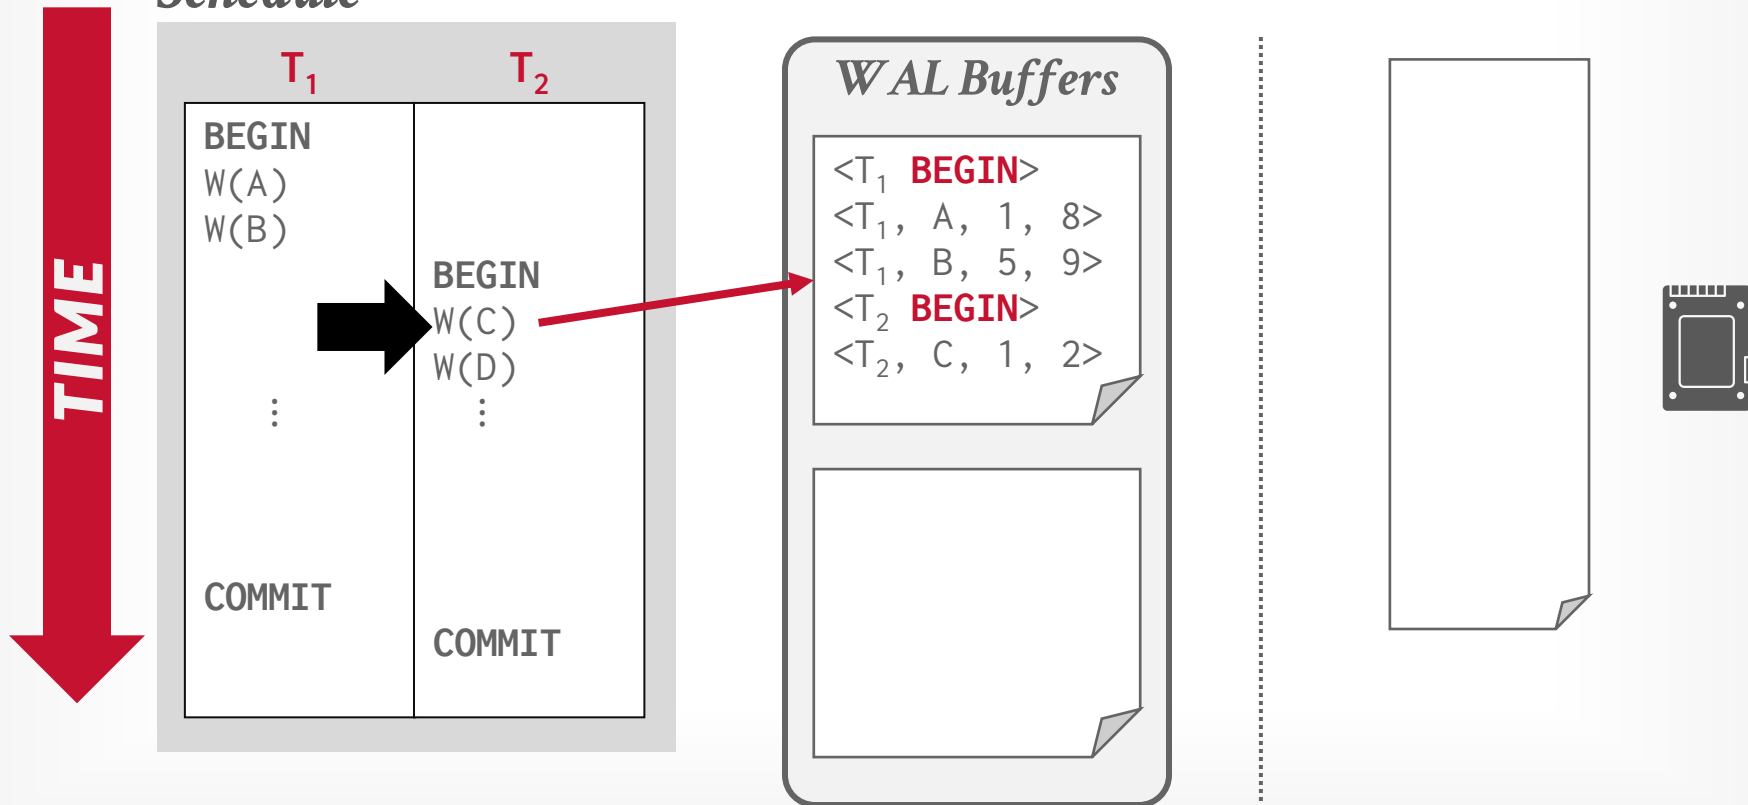 Schedule
TIME
T₁ T₂
BEGIN
W(A)
W(B)
BEGIN
W(C)
W(D)
⋮ ⋮
COMMIT
COMMIT
WAL Buffers
<T₁ BEGIN>
<T₁, A, 1, 8>
<T₁, B, 5, 9>
<T₂ BEGIN>
<T₂, C, 1, 2>